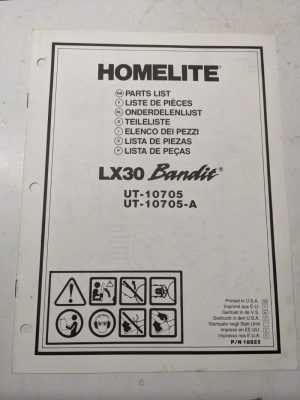 HOMELITE®
GB PARTS LIST
F LISTE DE PIÈCES
NL ONDERDELENLIJST
S TEILELISTE
I ELENCO DEI PEZZI
E LISTA DE PIEZAS
P LISTA DE PEÇAS
LX30 Bandit®
UT-10705
UT-10705-A
Printed in U.S.A.
Imprimé aux E.U.
Gedrukt in de V.S.
Gedruckt in den U.S.A.
Stampato negli Stati Uniti
Impreso en EE.UU.
Impresso nos E.U.A.
P/N 18823